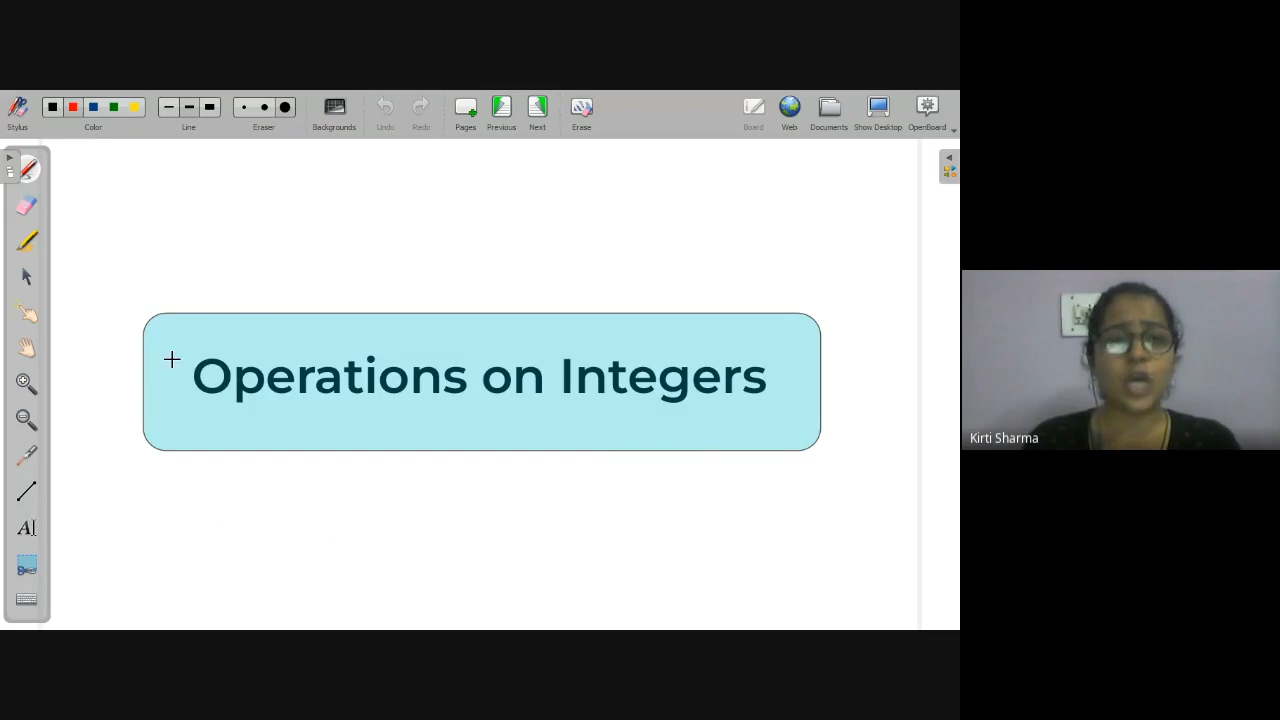 Stylus
Color
Line
Eraser
Backgrounds
Undo
Redo
Pages
Previous
Next
Erase
Board
Web
Documents
Show Desktop
OpenBoard
Operations on Integers
A
Kirti Sharma